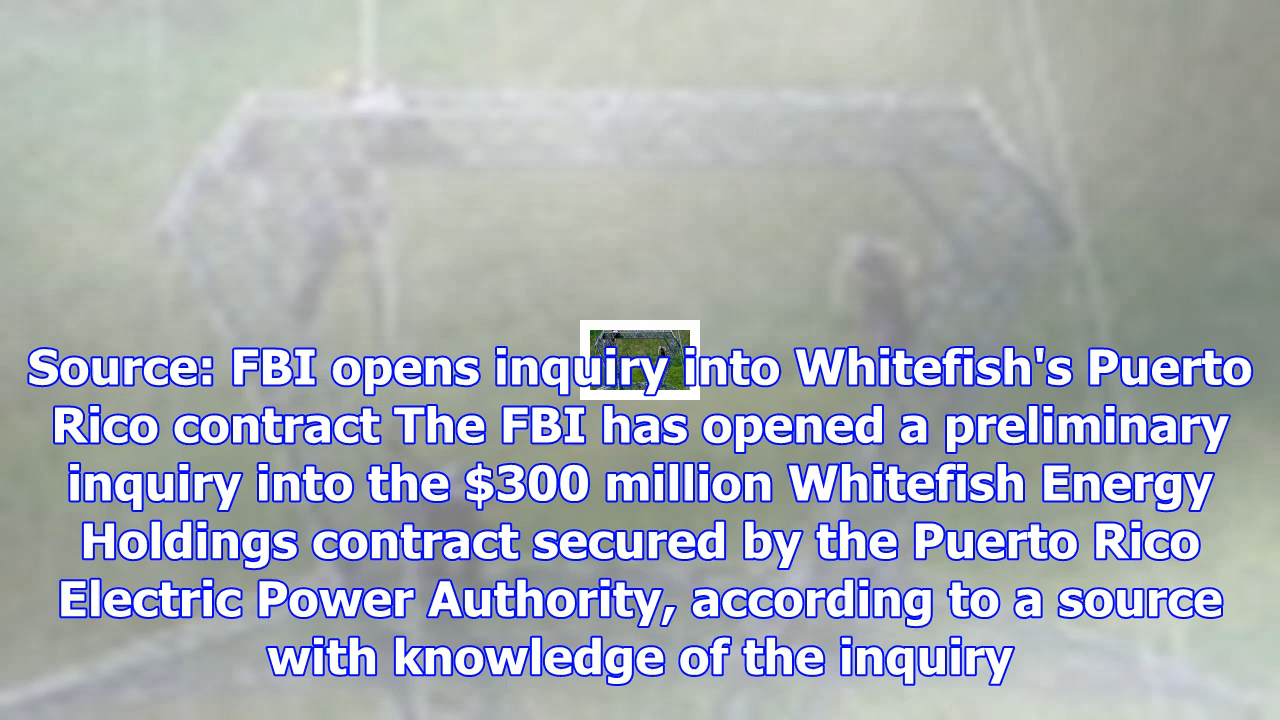 Source: FBI opens inquiry into Whitefish's Puerto
Rico contract The FBI has opened a preliminary
inquiry into the $300 million Whitefish Energy
Holdings contract secured by the Puerto Rico
Electric Power Authority, according to a source
with knowledge of the inquiry